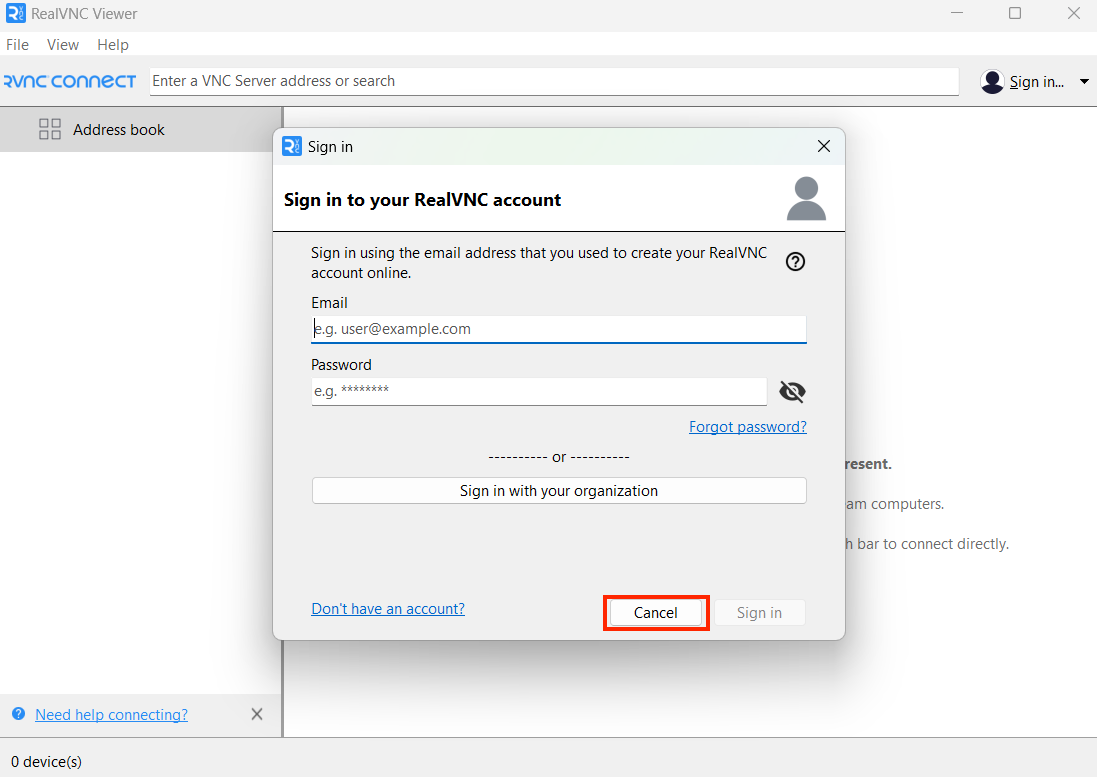 RealVNC Viewer
File View Help
RVNC CONNECT
Enter a VNC Server address or search
Sign in...
Address book
Sign in
Sign in to your RealVNC account
Sign in using the email address that you used to create your RealVNC
account online.
Email
e.g. user@example.com
Password
e.g. ********
Forgot password?
---------- or ----------
resent.
Sign in with your organization
am computers.
h bar to connect directly.
Don't have an account?
Cancel
Sign in
Need help connecting?
0 device(s)